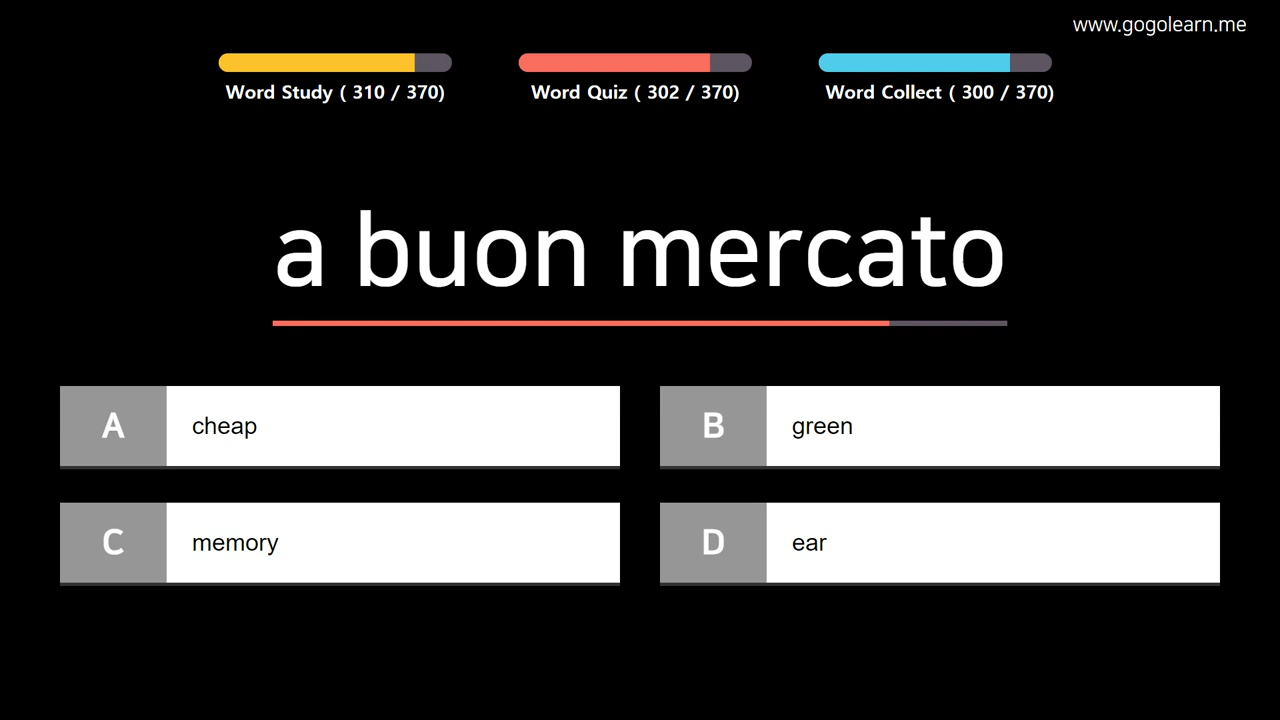 www.gogolearn.me
Word Study ( 310 / 370)
Word Quiz ( 302 / 370)
Word Collect ( 300 / 370)
a buon mercato
A
cheap
B
green
C
memory
D
ear